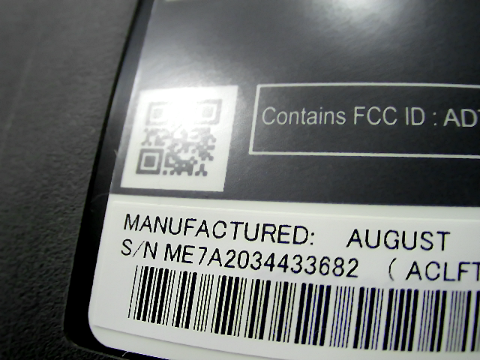 Contains FCC ID : AD
MANUFACTURED: AUGUST
S/N ME7A2034433682 ( ACLFT